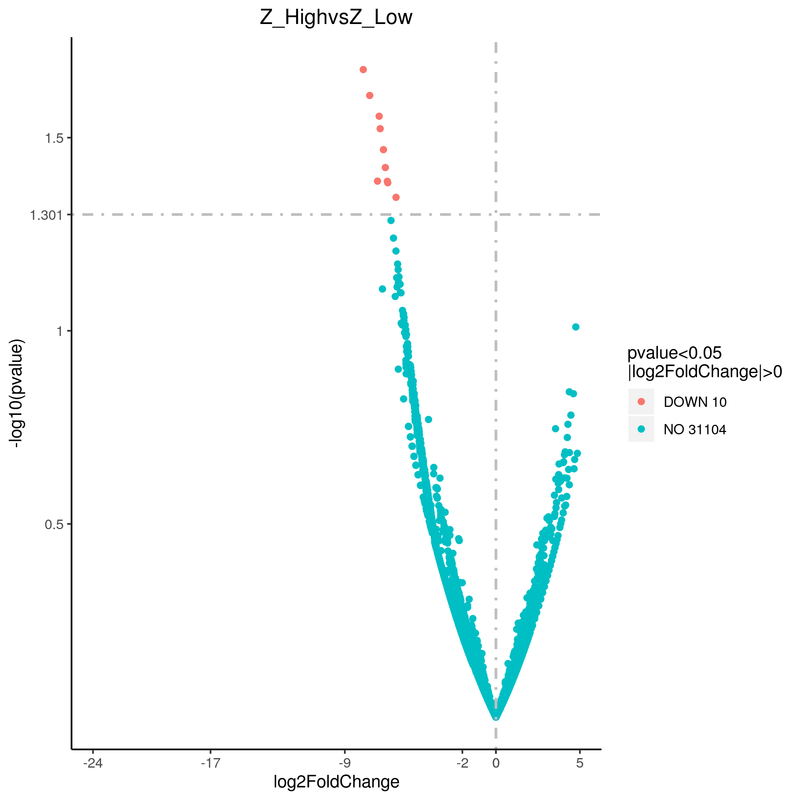 Z_HighvsZ_Low
1.5
1.301
1
0.5
-log10(pvalue)
-24
-17
-9
-2
0
5
log2FoldChange
pvalue<0.05
|log2FoldChange|>0
DOWN 10
NO 31104